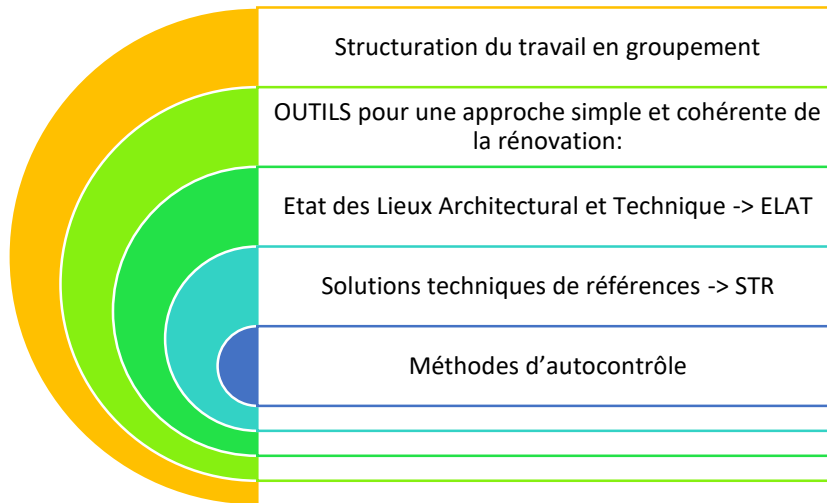 Structuration du travail en groupement
OUTILS pour une approche simple et cohérente de
la rénovation:
Etat des Lieux Architectural et Technique -> ELAT
Solutions techniques de références -> STR
Méthodes d’autocontrôle